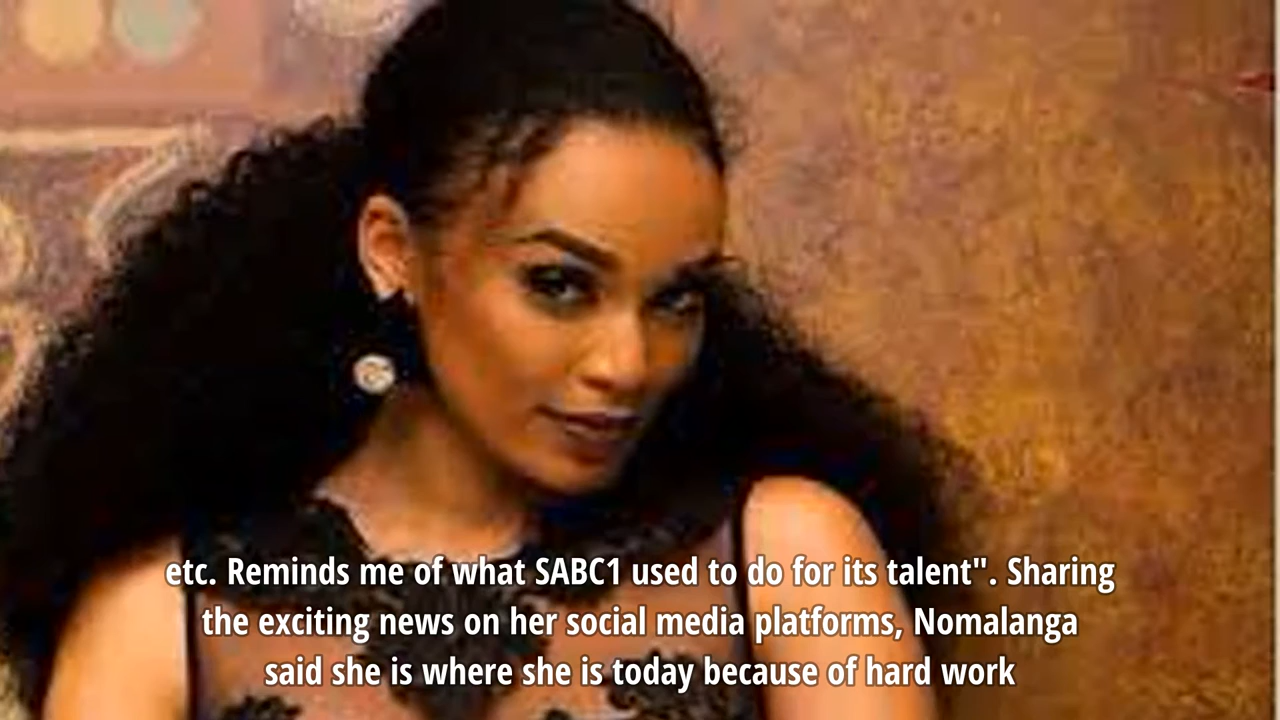 etc. Reminds me of what SABC1 used to do for its talent". Sharing
the exciting news on her social media platforms, Nomalanga
said she is where she is today because of hard work